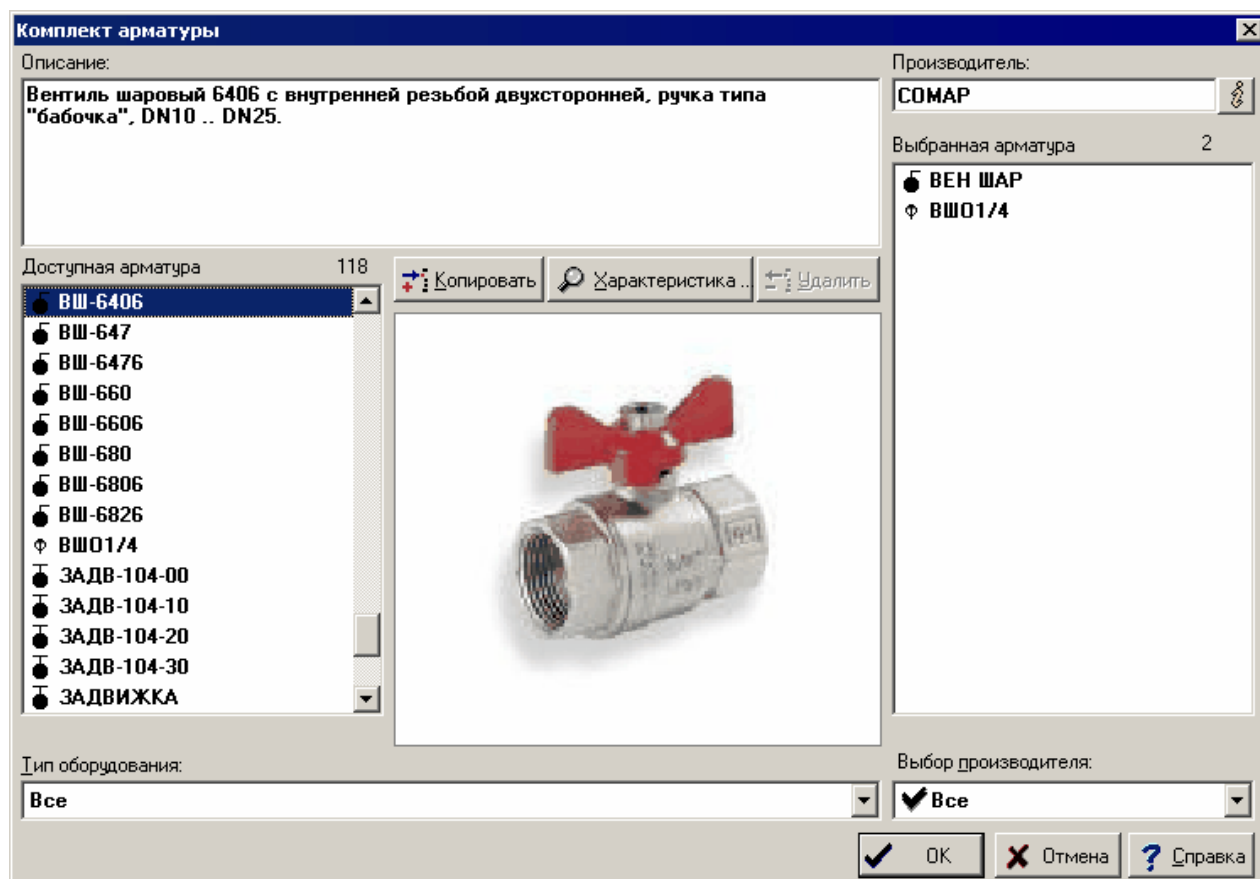 Комплект арматуры
Описание:
Вентиль шаровый 6406 с внутренней резьбой двухсторонней, ручка типа
"бабочка", DN10 .. DN25.
Производитель:
COMAP
Выбранная арматура 2
ВЕН ШАР
ВШО1/4
Доступная арматура 118
ВШ-6406
ВШ-647
ВШ-6476
ВШ-660
ВШ-6606
ВШ-680
ВШ-6806
ВШ-6826
ВШО1/4
ЗАДВ-104-00
ЗАДВ-104-10
ЗАДВ-104-20
ЗАДВ-104-30
ЗАДВИЖКА
Копировать
Характеристика ..
Удалить
Тип оборудования:
Все
Выбор производителя:
Все
OK
Отмена
Справка